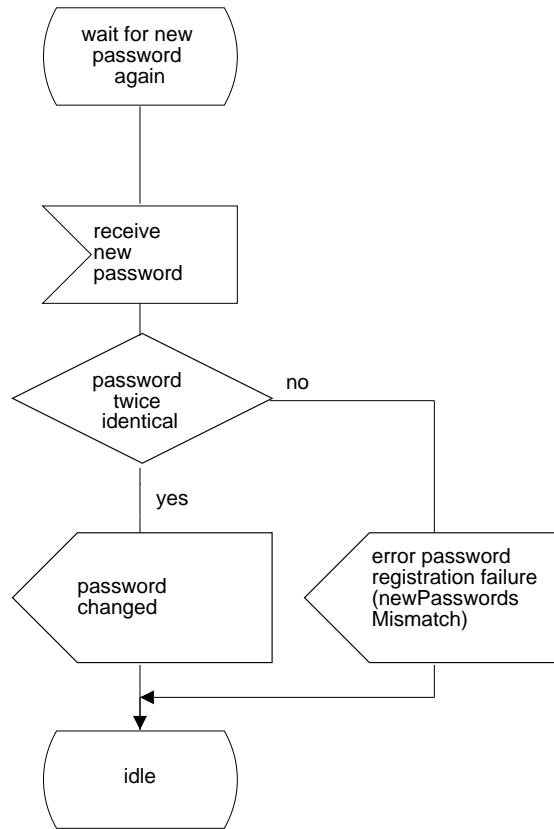 wait for new
password
again
receive
new
password
password
twice
identical
no
yes
password
changed
error password
registration failure
(newPasswords
Mismatch)
idle